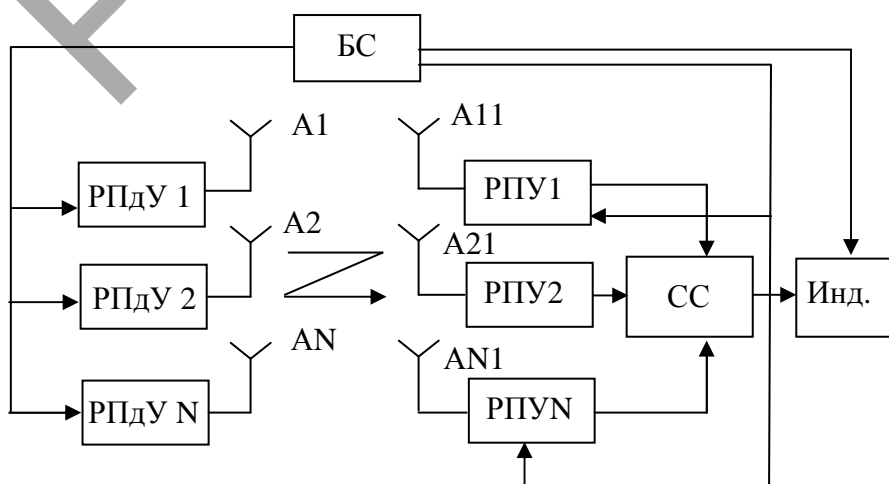 БС
А1
А11
РПдУ 1
РПУ1
А2
А21
РПдУ 2
РПУ2
СС
Инд.
АN
АN1
РПдУ N
РПУN